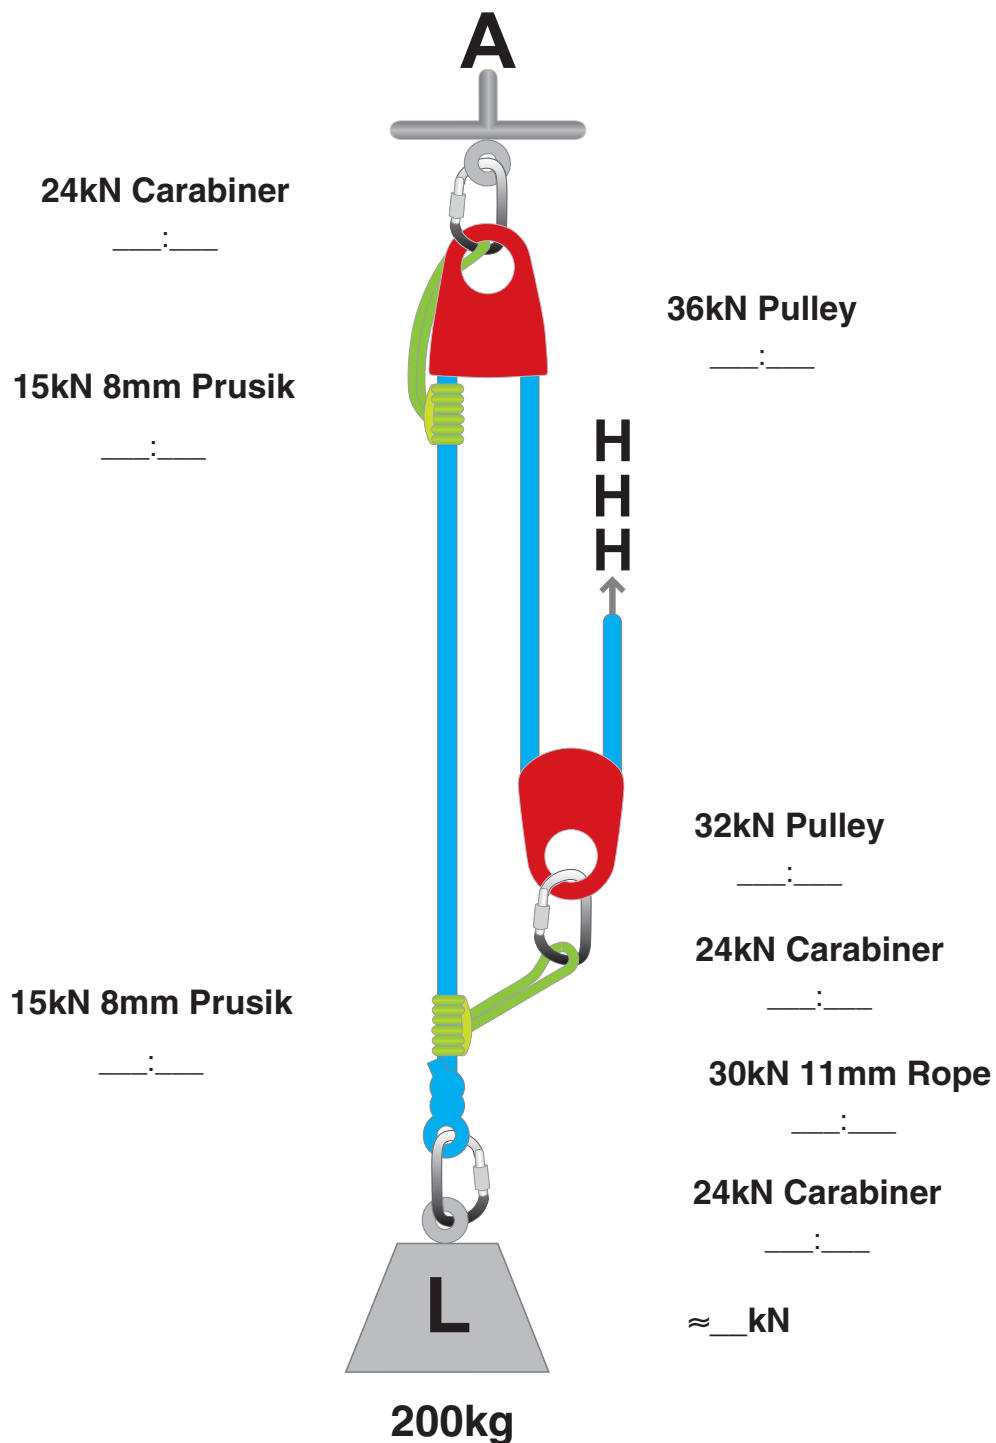 A
24kN Carabiner
___:___
36kN Pulley
___:___
15kN 8mm Prusik
___:___
H
H
H
32kN Pulley
___:___
24kN Carabiner
___:___
15kN 8mm Prusik
___:___
30kN 11mm Rope
___:___
24kN Carabiner
___:___
L
≈__kN
200kg